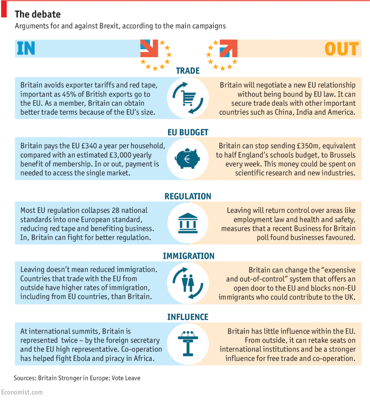 The debate
Arguments for and against Brexit, according to the main campaigns
IN
OUT
TRADE
Britain avoids exporter tariffs and red tape,
important as 45% of British exports go to
the EU. As a member, Britain can obtain
better trade terms because of the EU's size.
Britain will negotiate a new EU relationship
without being bound by EU law. It can
secure trade deals with other important
countries such as China, India and America.
EU BUDGET
Britain pays the EU £340 a year per household,
compared with an estimated £3,000 yearly
benefit of membership. In or out, payment is
needed to access the single market.
Britain can stop sending £350m, equivalent
to half England's schools budget, to Brussels
every week. This money could be spent on
scientific research and new industries.
REGULATION
Most EU regulation collapses 28 national
standards into one European standard,
reducing red tape and benefiting business.
In, Britain can fight for better regulation.
Leaving will return control over areas like
employment law and health and safety,
measures that a recent Business for Britain
poll found businesses favoured.
IMMIGRATION
Leaving doesn't mean reduced immigration.
Countries that trade with the EU from
outside have higher rates of immigration,
including from EU countries, than Britain.
Britain can change the "expensive
and out-of-control" system that offers an
open door to the EU and blocks non-EU
immigrants who could contribute to the UK.
INFLUENCE
At international summits, Britain is
represented twice – by the foreign secretary
and the EU high representative. Co-operation
has helped fight Ebola and piracy in Africa.
Britain has little influence within the EU.
From outside, it can retake seats on
international institutions and be a stronger
influence for free trade and co-operation.
Sources: Britain Stronger in Europe; Vote Leave
Economist.com